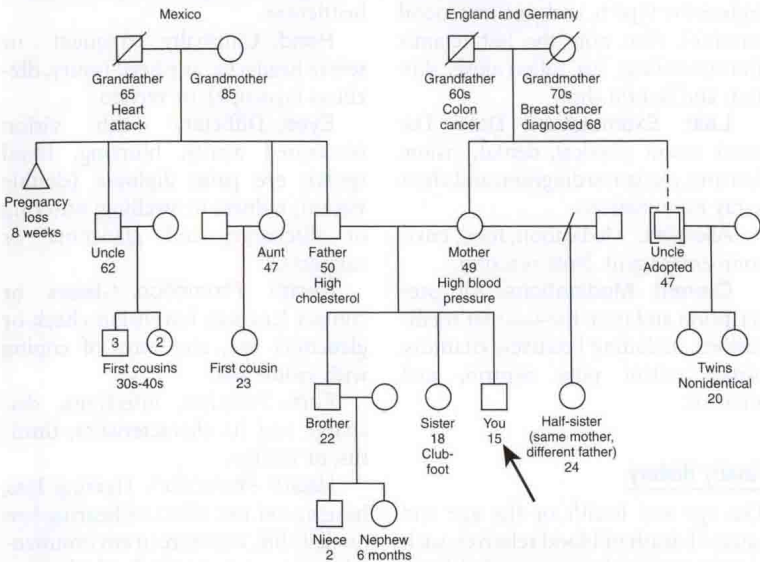 Mexico
England and Germany
Grandfather
65
Heart
attack
Grandmother
85
Grandfather
60s
Colon
cancer
Grandmother
70s
Breast cancer
diagnosed 68
Pregnancy
loss
8 weeks
Uncle
62
Aunt
47
Father
50
High
cholesterol
Mother
49
High blood
pressure
Uncle
Adopted
47
3
2
First cousins
30s-40s
First cousin
23
Twins
Nonidentical
20
Brother
22
Sister
18
Club-
foot
You
15
Half-sister
(same mother,
different father)
24
Niece
2
Nephew
6 months